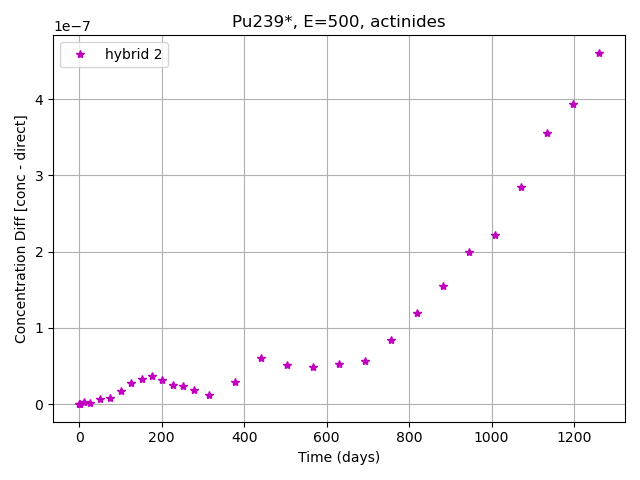 Pu239*, E=500, actinides
1e−7
hybrid 2
Concentration Diff [conc - direct]
4
3
2
1
0
0 200 400 600 800 1000 1200
Time (days)